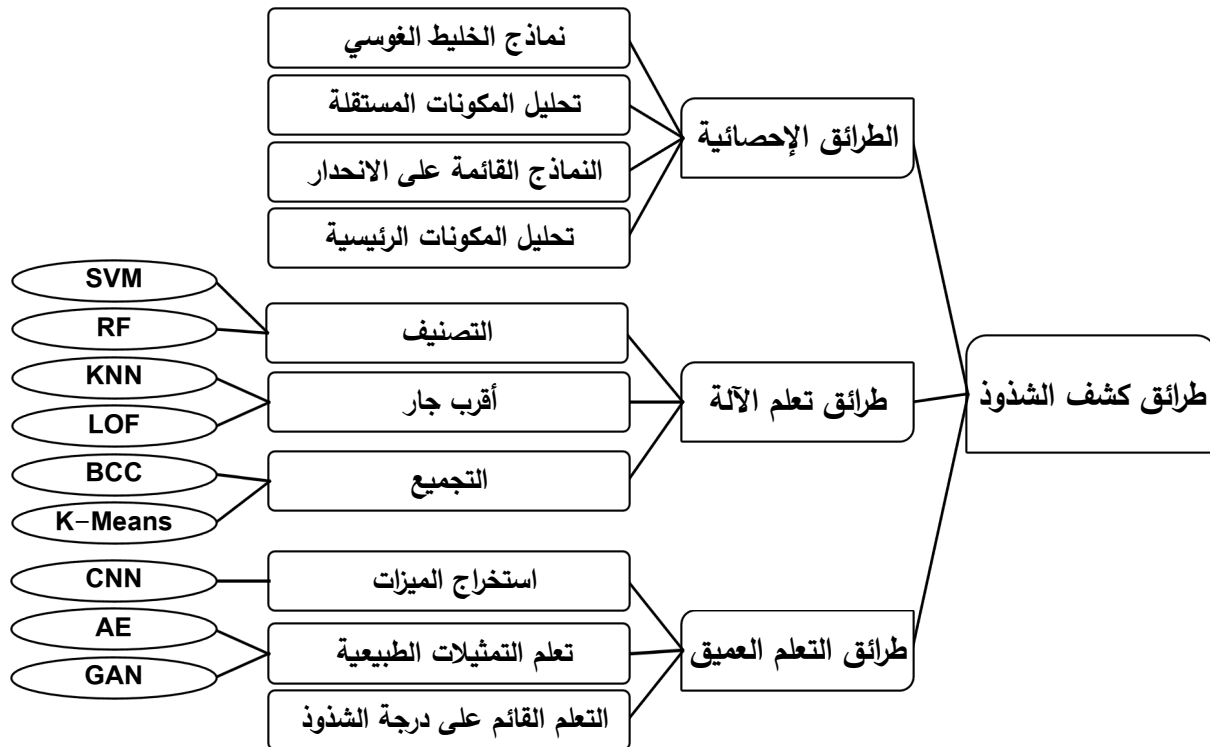 طرائق كشف الشذوذ
الطرائق الإحصائية
نماذج الخليط الغوسي
تحليل المكونات المستقلة
النماذج القائمة على الانحدار
تحليل المكونات الرئيسية
طرائق تعلم الآلة
التصنيف
SVM
RF
أقرب جار
KNN
LOF
التجميع
BCC
K-Means
طرائق التعلم العميق
استخراج الميزات
CNN
تعلم التمثيلات الطبيعية
AE
GAN
التعلم القائم على درجة الشذوذ